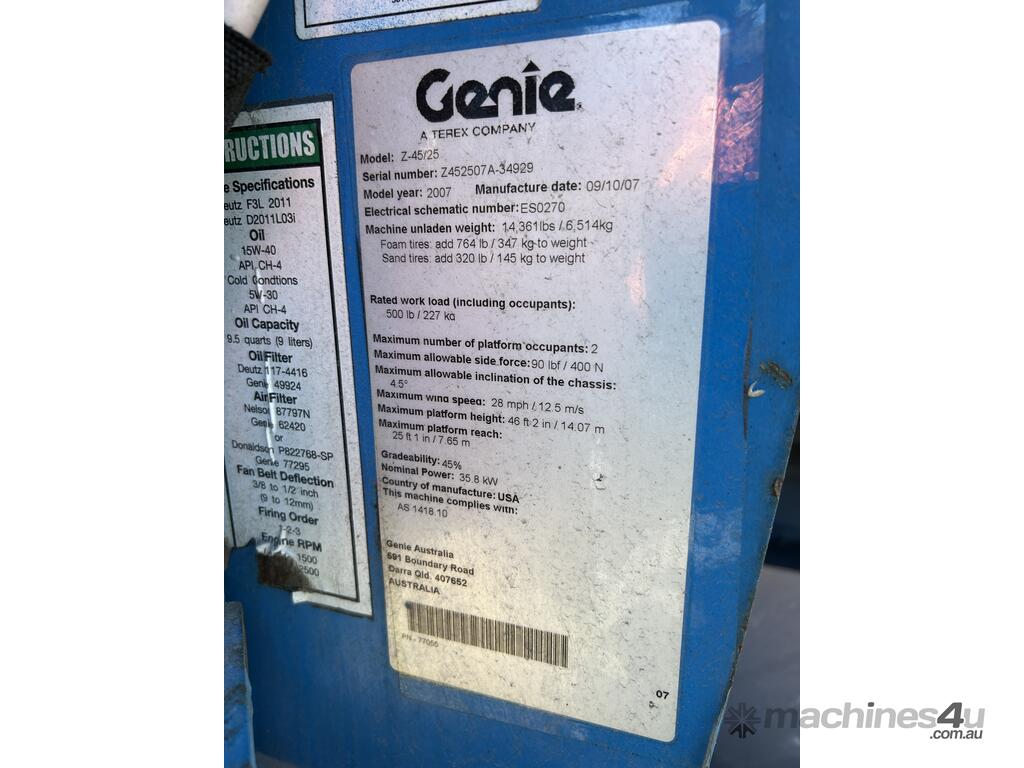 RUCTIONS
e Specifications
eutz F3L 2011
eutz D2011L03i
Oil
15W-40
API CH-4
Cold Condtions
5W-30
API CH-4
Oil Capacity
9.5 quarts (9 liters)
Oil Filter
Deutz 117-4416
Genie 49924
Air Filter
Nelson 87797N
Genie 62420
or
Donaldson P822768-SP
Genie 77295
Fan Belt Deflection
3/8 to 1/2 inch
(9 to 12mm)
Firing Order
1-2-3
Engine RPM
1500
2500
Genie
A TEREX COMPANY
Model: Z-45/25
Serial number: Z452507A-34929
Model year: 2007 Manufacture date: 09/10/07
Electrical schematic number: ES0270
Machine unladen weight: 14,361lbs / 6,514kg
Foam tires: add 764 lb / 347 kg to weight
Sand tires: add 320 lb / 145 kg to weight
Rated work load (including occupants):
500 lb / 227 kg
Maximum number of platform occupants: 2
Maximum allowable side force: 90 lbf / 400 N
Maximum allowable inclination of the chassis:
4.5°
Maximum wind speed: 28 mph / 12.5 m/s
Maximum platform height: 46 ft 2 in / 14.07 m
Maximum platform reach:
25 ft 1 in / 7.65 m
Gradeability: 45%
Nominal Power: 35.8 kW
Country of manufacture: USA
This machine complies with:
AS 1418.10
Genie Australia
591 Boundary Road
Darra Qld. 407652
AUSTRALIA
PN - 77055
07
machines4u
.com.au